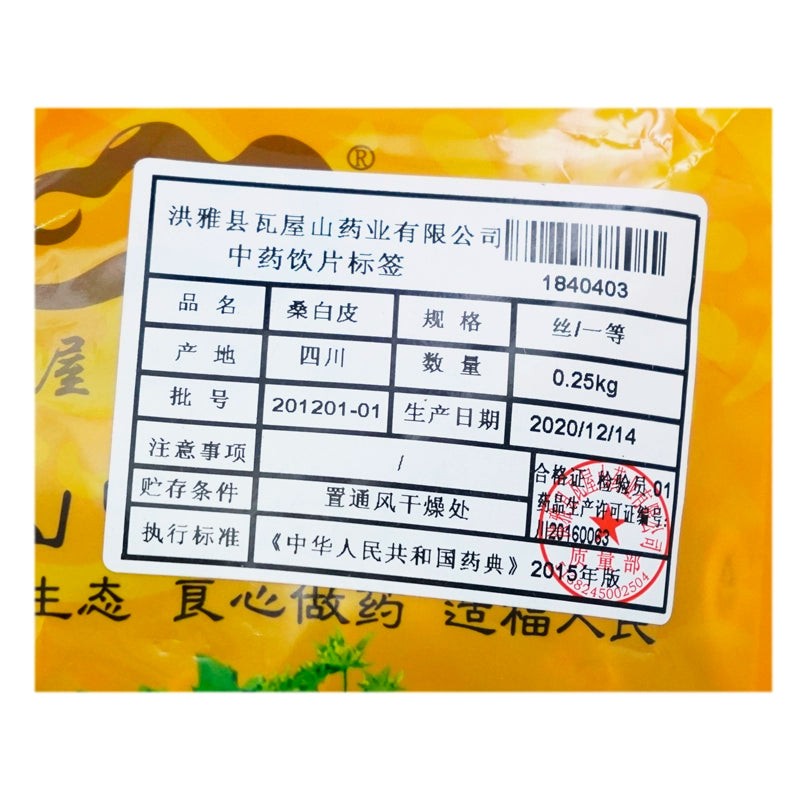 ®
洪雅县瓦屋山药业有限公司
中药饮片标签
1840403
品 名 桑白皮 规 格 丝/一等
产 地 四川 数 量 0.25kg
批 号 201201-01 生产日期 2020/12/14
注意事项 /
合格证 检验员 01
药品生产许可证编号:
川20160063
贮存条件 置通风干燥处
执行标准 《中华人民共和国药典》2015年版
质量部
8245002504
屋
山
生态 良心做药 造福人民